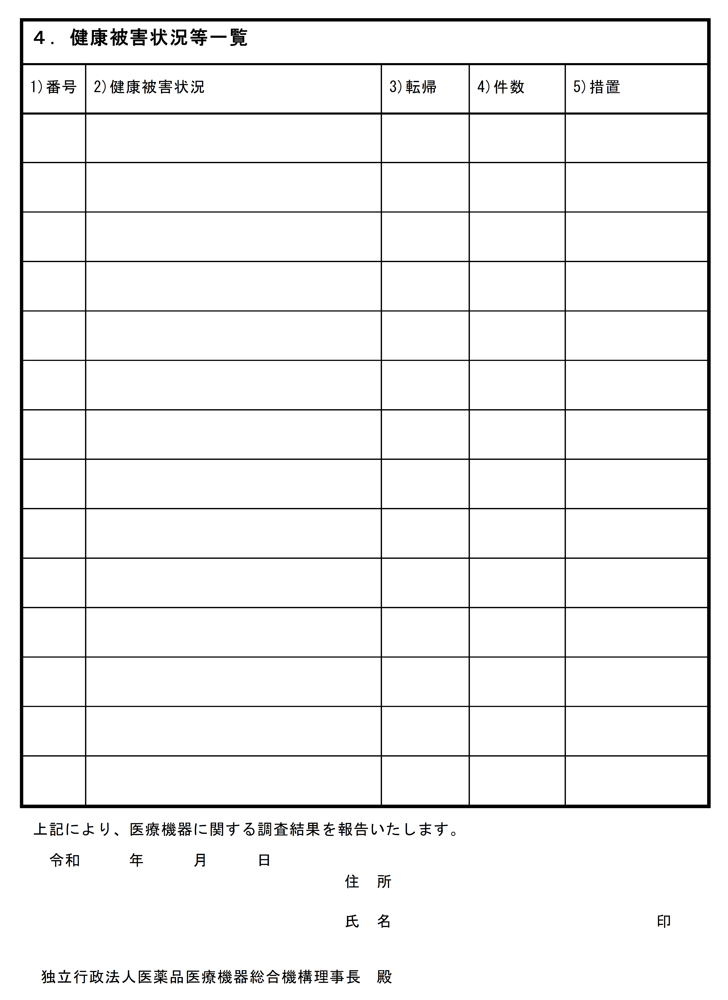 ４. 健康被害状況等一覧
1)番号 2)健康被害状況 3)転帰 4)件数 5)措置
上記により、医療機器に関する調査結果を報告いたします。
令和　　　年　　　月　　　日
住　所
氏　名　　　　　　　　　　　　　　　　印
独立行政法人医薬品医療機器総合機構理事長　殿